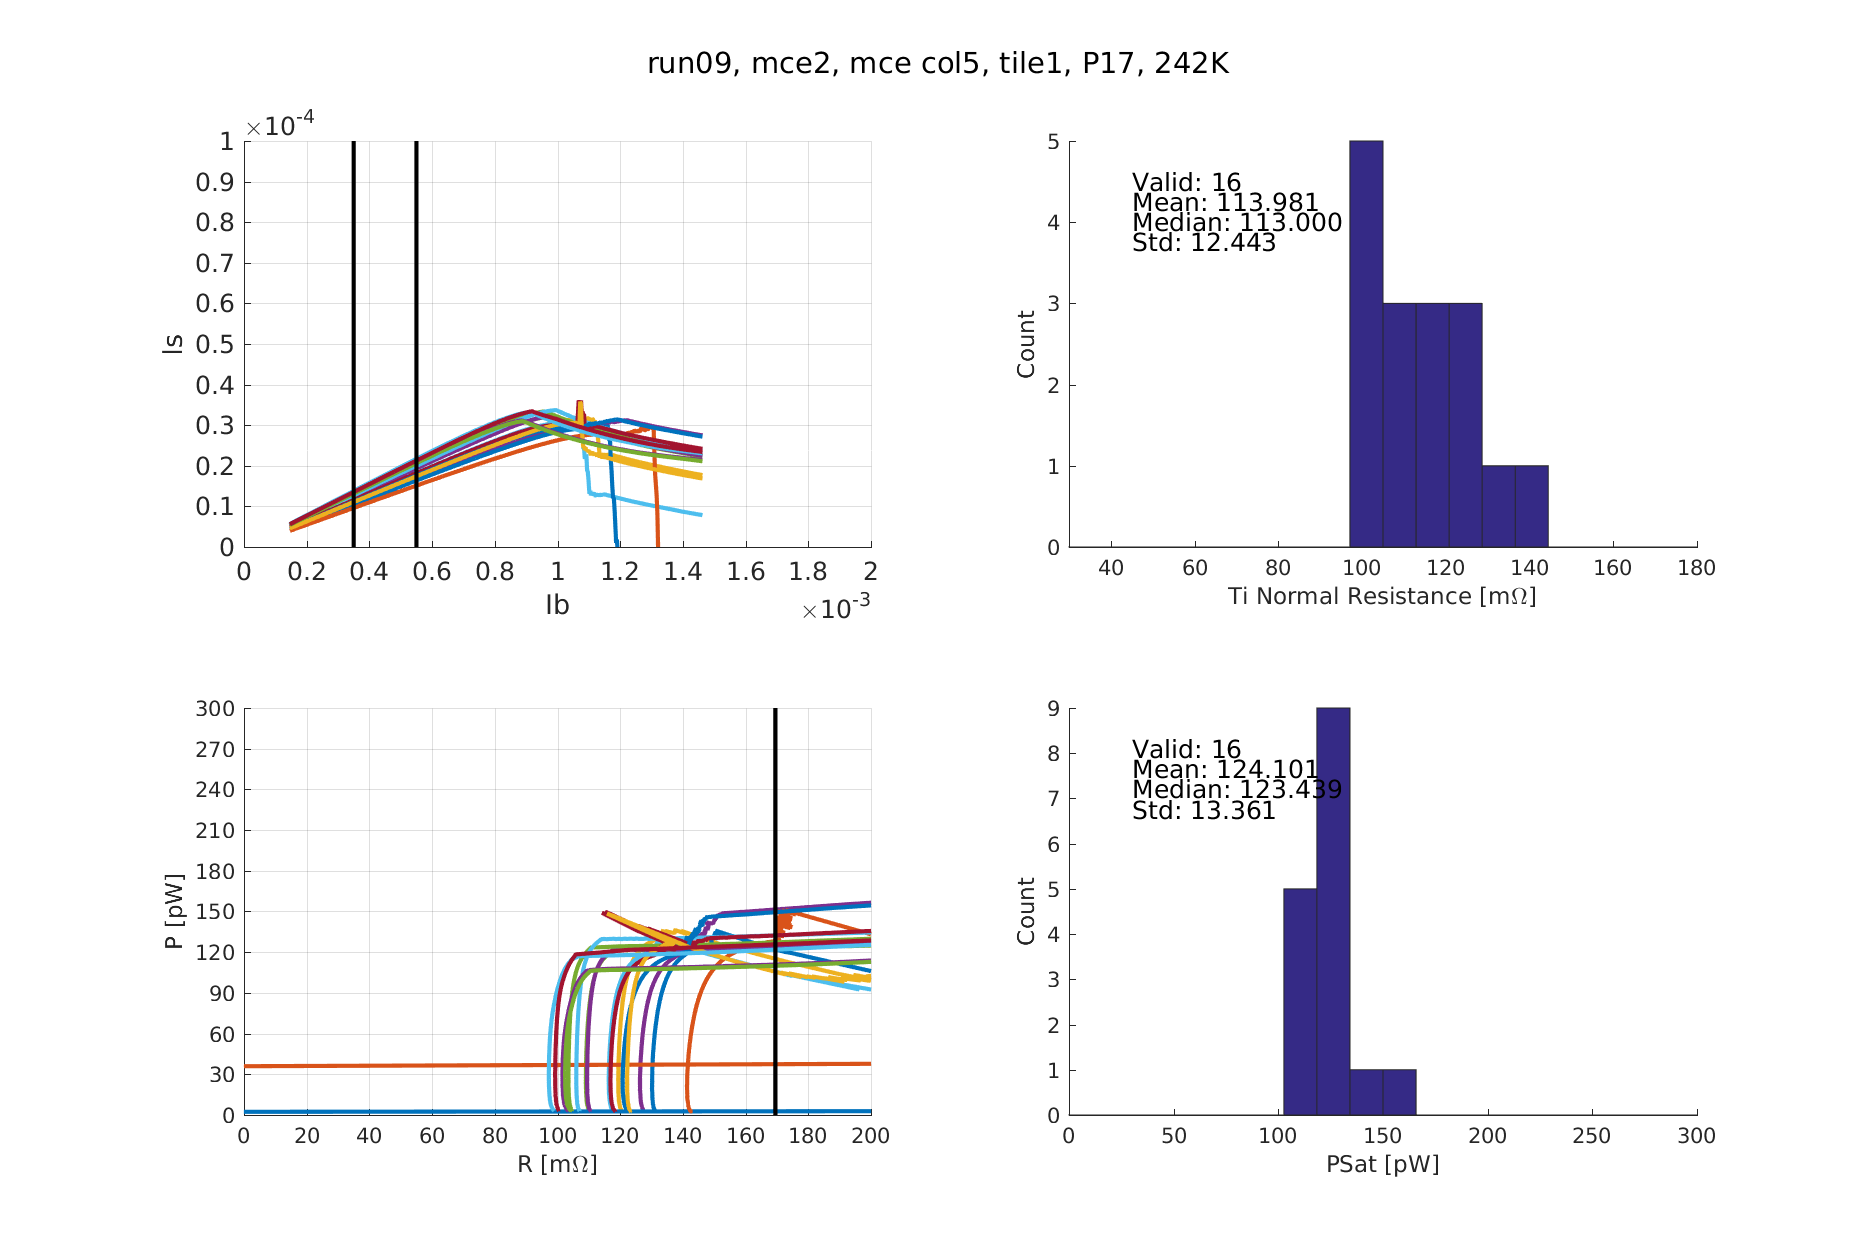 run09, mce2, mce col5, tile1, P17, 242K
×10-4
1
0.9
0.8
0.7
0.6
0.5
0.4
0.3
0.2
0.1
0
Is
0 0.2 0.4 0.6 0.8 1 1.2 1.4 1.6 1.8 2
Ib
×10-3
5
4
3
2
1
0
Count
Valid: 16
Mean: 113.981
Median: 113.000
Std: 12.443
40 60 80 100 120 140 160 180
Ti Normal Resistance [mΩ]
300
270
240
210
180
150
120
90
60
30
0
P [pW]
0 20 40 60 80 100 120 140 160 180 200
R [mΩ]
9
8
7
6
5
4
3
2
1
0
Count
Valid: 16
Mean: 124.101
Median: 123.439
Std: 13.361
0 50 100 150 200 250 300
PSat [pW]